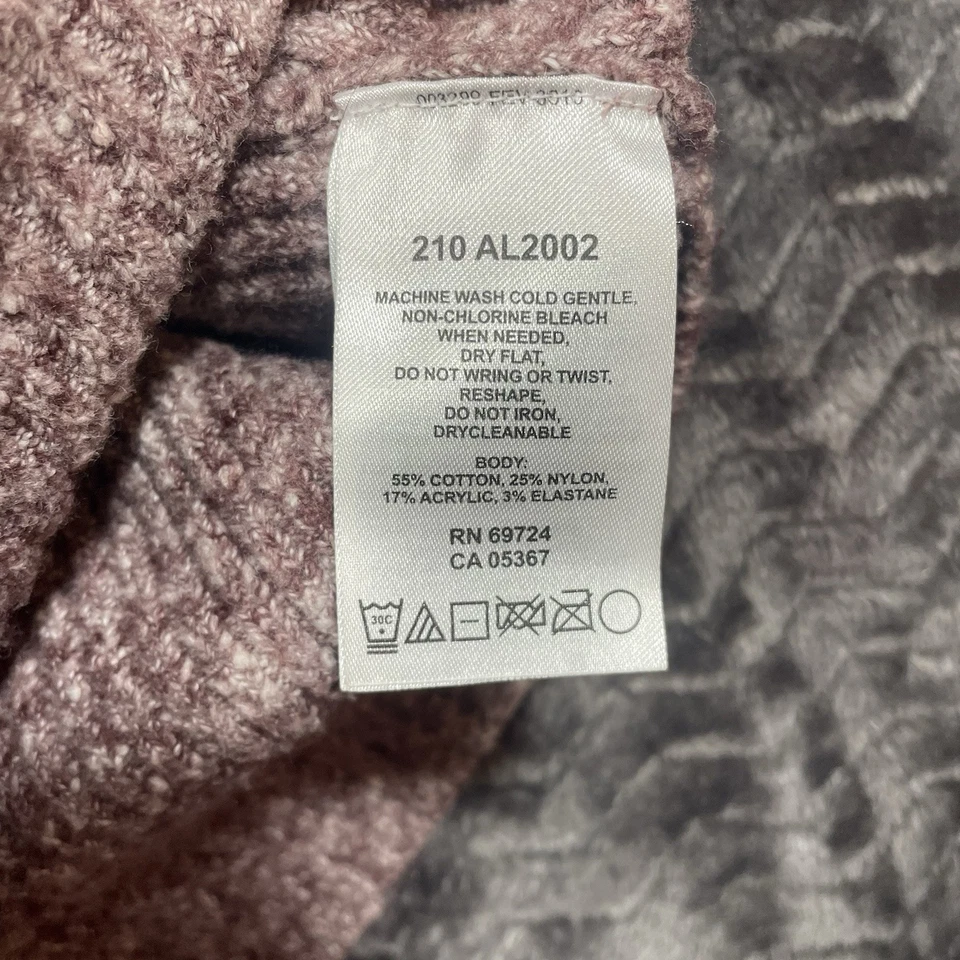 210 AL2002
MACHINE WASH COLD GENTLE,
NON-CHLORINE BLEACH
WHEN NEEDED,
DRY FLAT,
DO NOT WRING OR TWIST,
RESHAPE,
DO NOT IRON,
DRYCLEANABLE
BODY:
55% COTTON, 25% NYLON,
17% ACRYLIC, 3% ELASTANE
RN 69724
CA 05367
30C